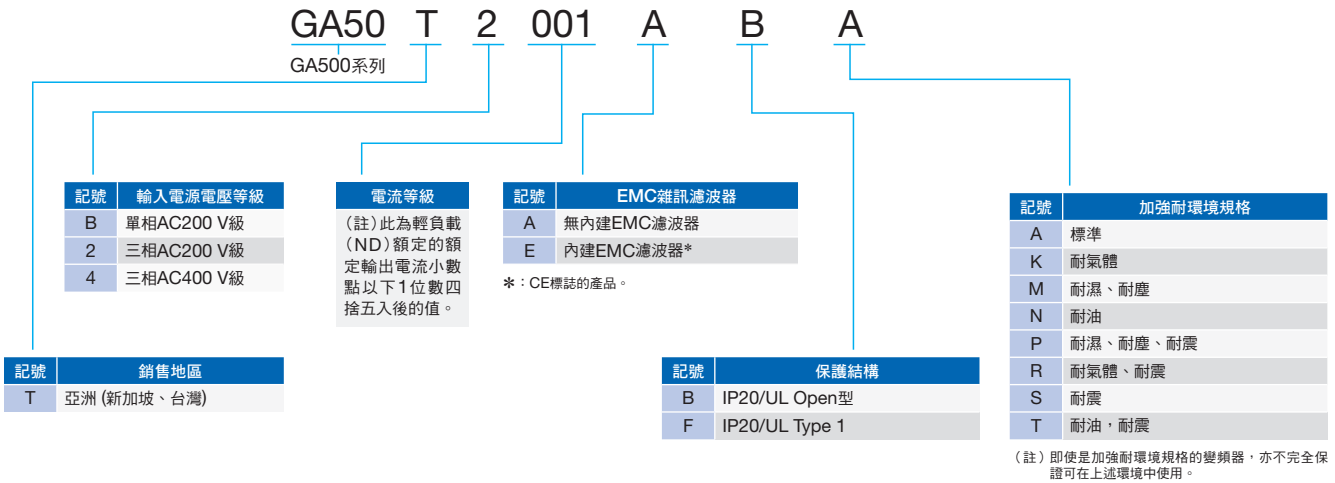 GA50 T 2 001 A B A
GA500系列
記號 輸入電源電壓等級
B 單相AC200 V級
2 三相AC200 V級
4 三相AC400 V級
電流等級
（註）此為輕負載
（ND）額定的額
定輸出電流小數
點以下1位數四
捨五入後的值。
記號 EMC雜訊濾波器
A 無內建EMC濾波器
E 內建EMC濾波器*
*：CE標誌的產品。
記號 加強耐環境規格
A 標準
K 耐氣體
M 耐濕、耐塵
N 耐油
P 耐濕、耐塵、耐震
R 耐氣體、耐震
S 耐震
T 耐油，耐震
（註）即使是加強耐環境規格的變頻器，亦不完全保
證可在上述環境中使用。
記號 銷售地區
T 亞洲 (新加坡、台灣)
記號 保護結構
B IP20/UL Open型
F IP20/UL Type 1